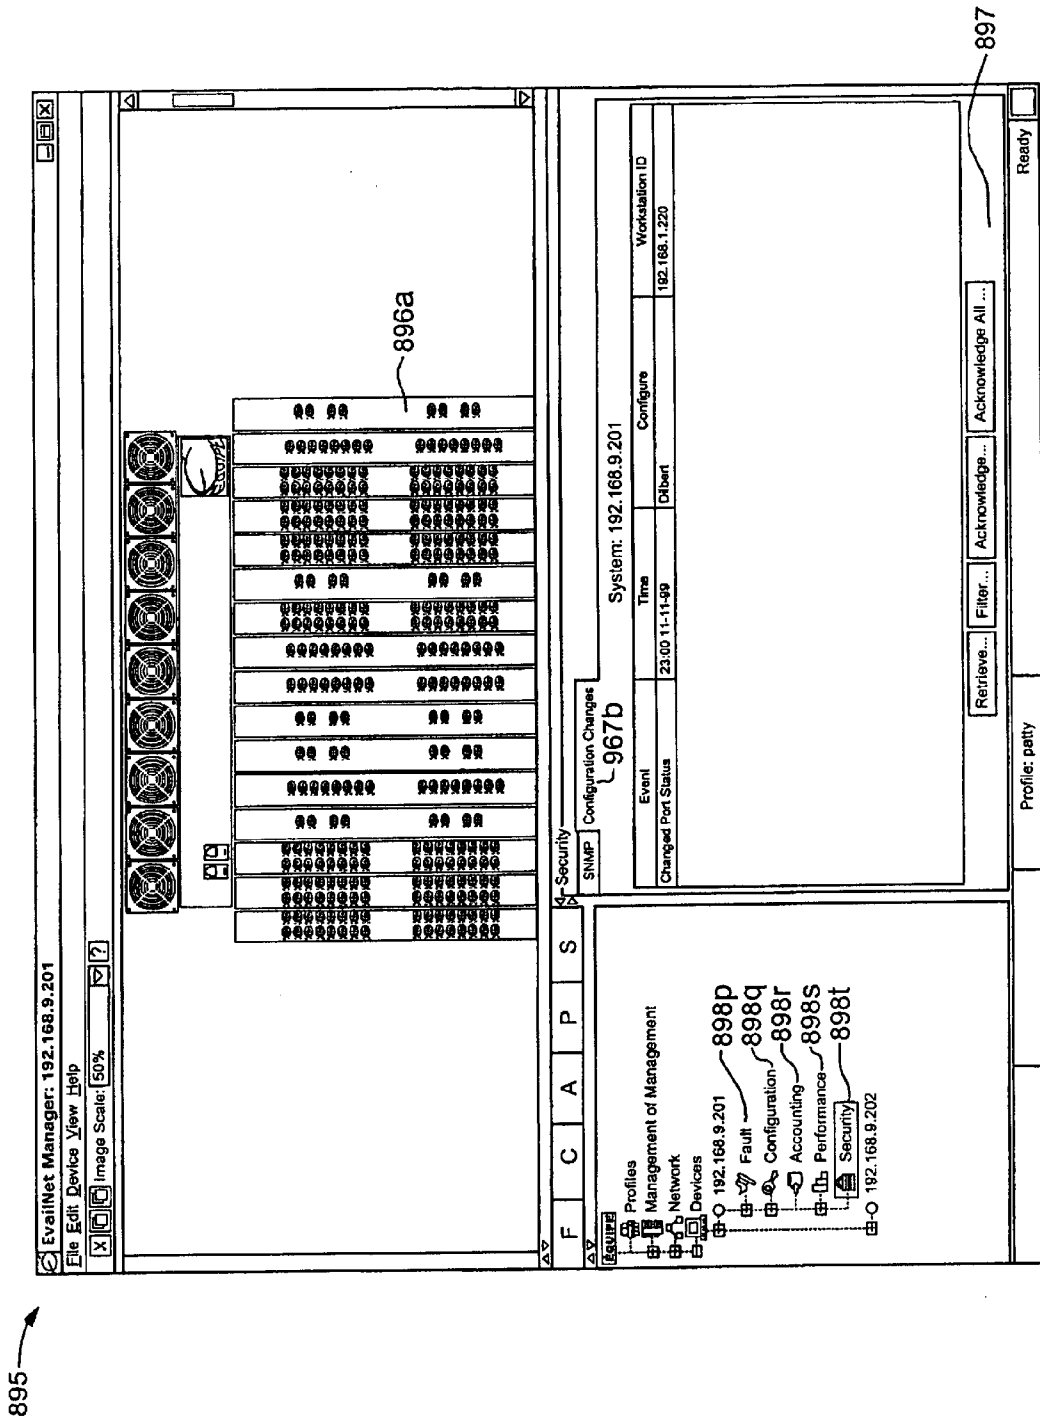 895
EvailNet Manager: 192.168.9.201
File Edit Device View Help
X Image Scale: 50% ?
896a
F C A P S
EQUIPE
Profiles
Management of Management
Network
Devices
192.168.9.201
Fault
Configuration
Accounting
Performance
Security
192.168.9.202
898p
898q
898r
898s
898t
Security
SNMP Configuration Changes
967b
System: 192.168.9.201
Event Time Configure Workstation ID
Changed Port Status 23:00 11-11-99 Dilbert 192.168.1.220
Retrieve... Filter... Acknowledge... Acknowledge All ...
897
Profile: patty
Ready